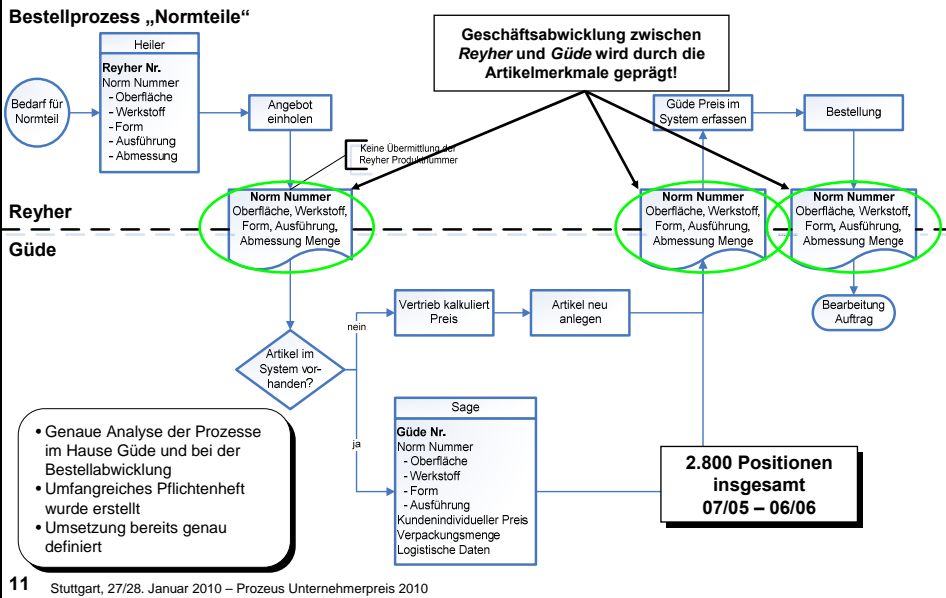 Bestellprozess „Normteile“
Geschäftsabwicklung zwischen
Reyher und Güde wird durch die
Artikelmerkmale geprägt!
Bedarf für
Normteil
Heiler
Reyher Nr.
Norm Nummer
- Oberfläche
- Werkstoff
- Form
- Ausführung
- Abmessung
Angebot
einholen
Keine Übermittlung der
Reyher Produktnummer
Güde Preis im
System erfassen
Bestellung
Norm Nummer
Oberfläche, Werkstoff,
Form, Ausführung,
Abmessung Menge
Norm Nummer
Oberfläche, Werkstoff,
Form, Ausführung,
Abmessung Menge
Norm Nummer
Oberfläche, Werkstoff,
Form, Ausführung,
Abmessung Menge
Reyher
Güde
Artikel im
System vor-
handen?
nein
ja
Vertrieb kalkuliert
Preis
Artikel neu
anlegen
Bearbeitung
Auftrag
Sage
Güde Nr.
Norm Nummer
- Oberfläche
- Werkstoff
- Form
- Ausführung
Kundenindividueller Preis
Verpackungsmenge
Logistische Daten
2.800 Positionen
insgesamt
07/05 – 06/06
• Genaue Analyse der Prozesse
im Hause Güde und bei der
Bestellabwicklung
• Umfangreiches Pflichtenheft
wurde erstellt
• Umsetzung bereits genau
definiert
11 Stuttgart, 27/28. Januar 2010 – Prozeus Unternehmerpreis 2010